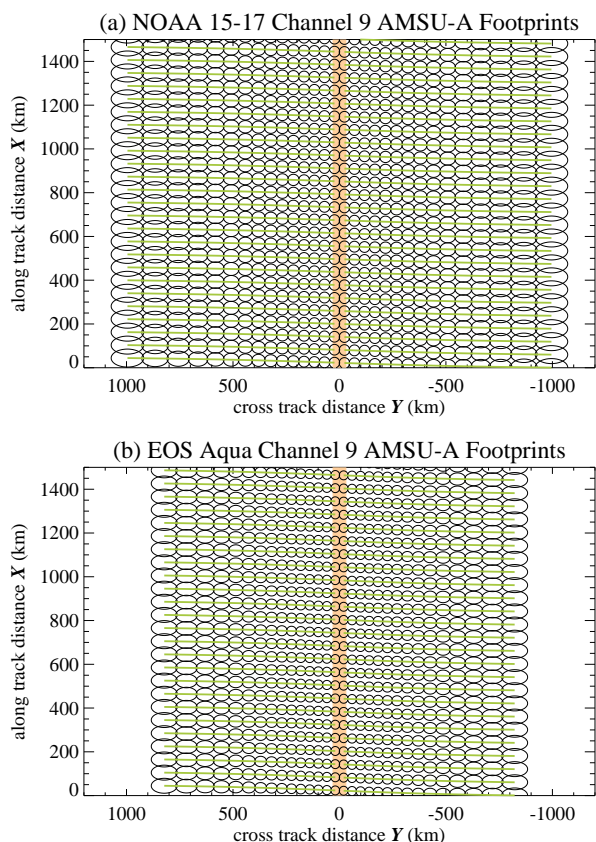 (a) NOAA 15-17 Channel 9 AMSU-A Footprints
1400
1200
1000
800
600
400
200
0
along track distance X (km)
1000 500 0 -500 -1000
cross track distance Y (km)
(b) EOS Aqua Channel 9 AMSU-A Footprints
1400
1200
1000
800
600
400
200
0
along track distance X (km)
1000 500 0 -500 -1000
cross track distance Y (km)